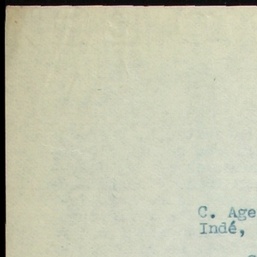 C. Age
Indé,